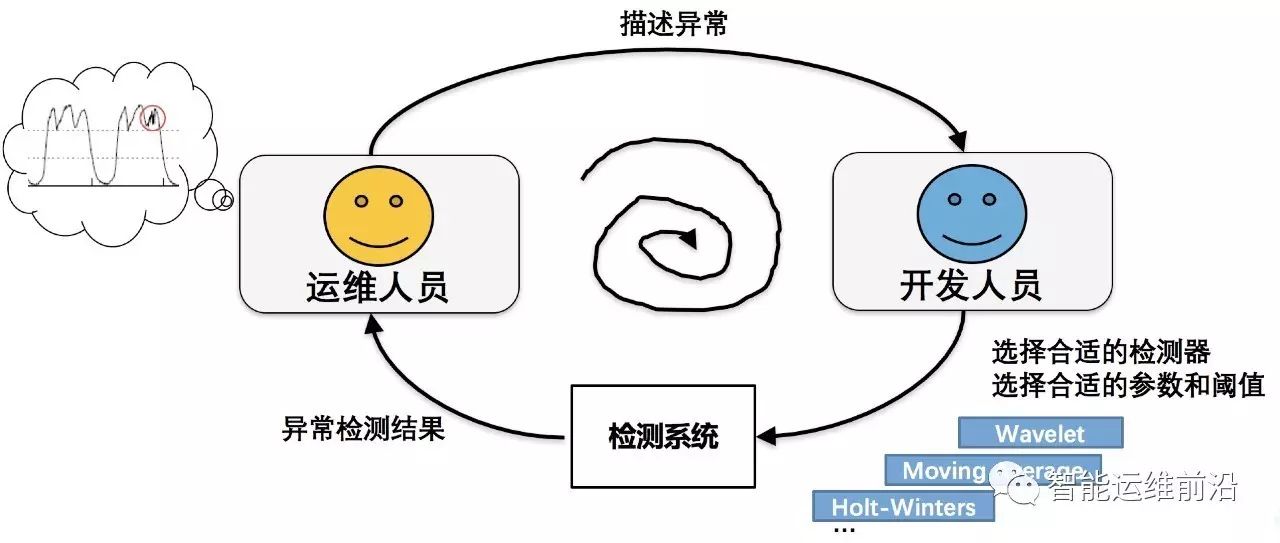 描述异常
运维人员
开发人员
选择合适的检测器
选择合适的参数和阈值
异常检测结果
检测系统
Wavelet
Moving
智能运维前沿
Holt-Winters
...